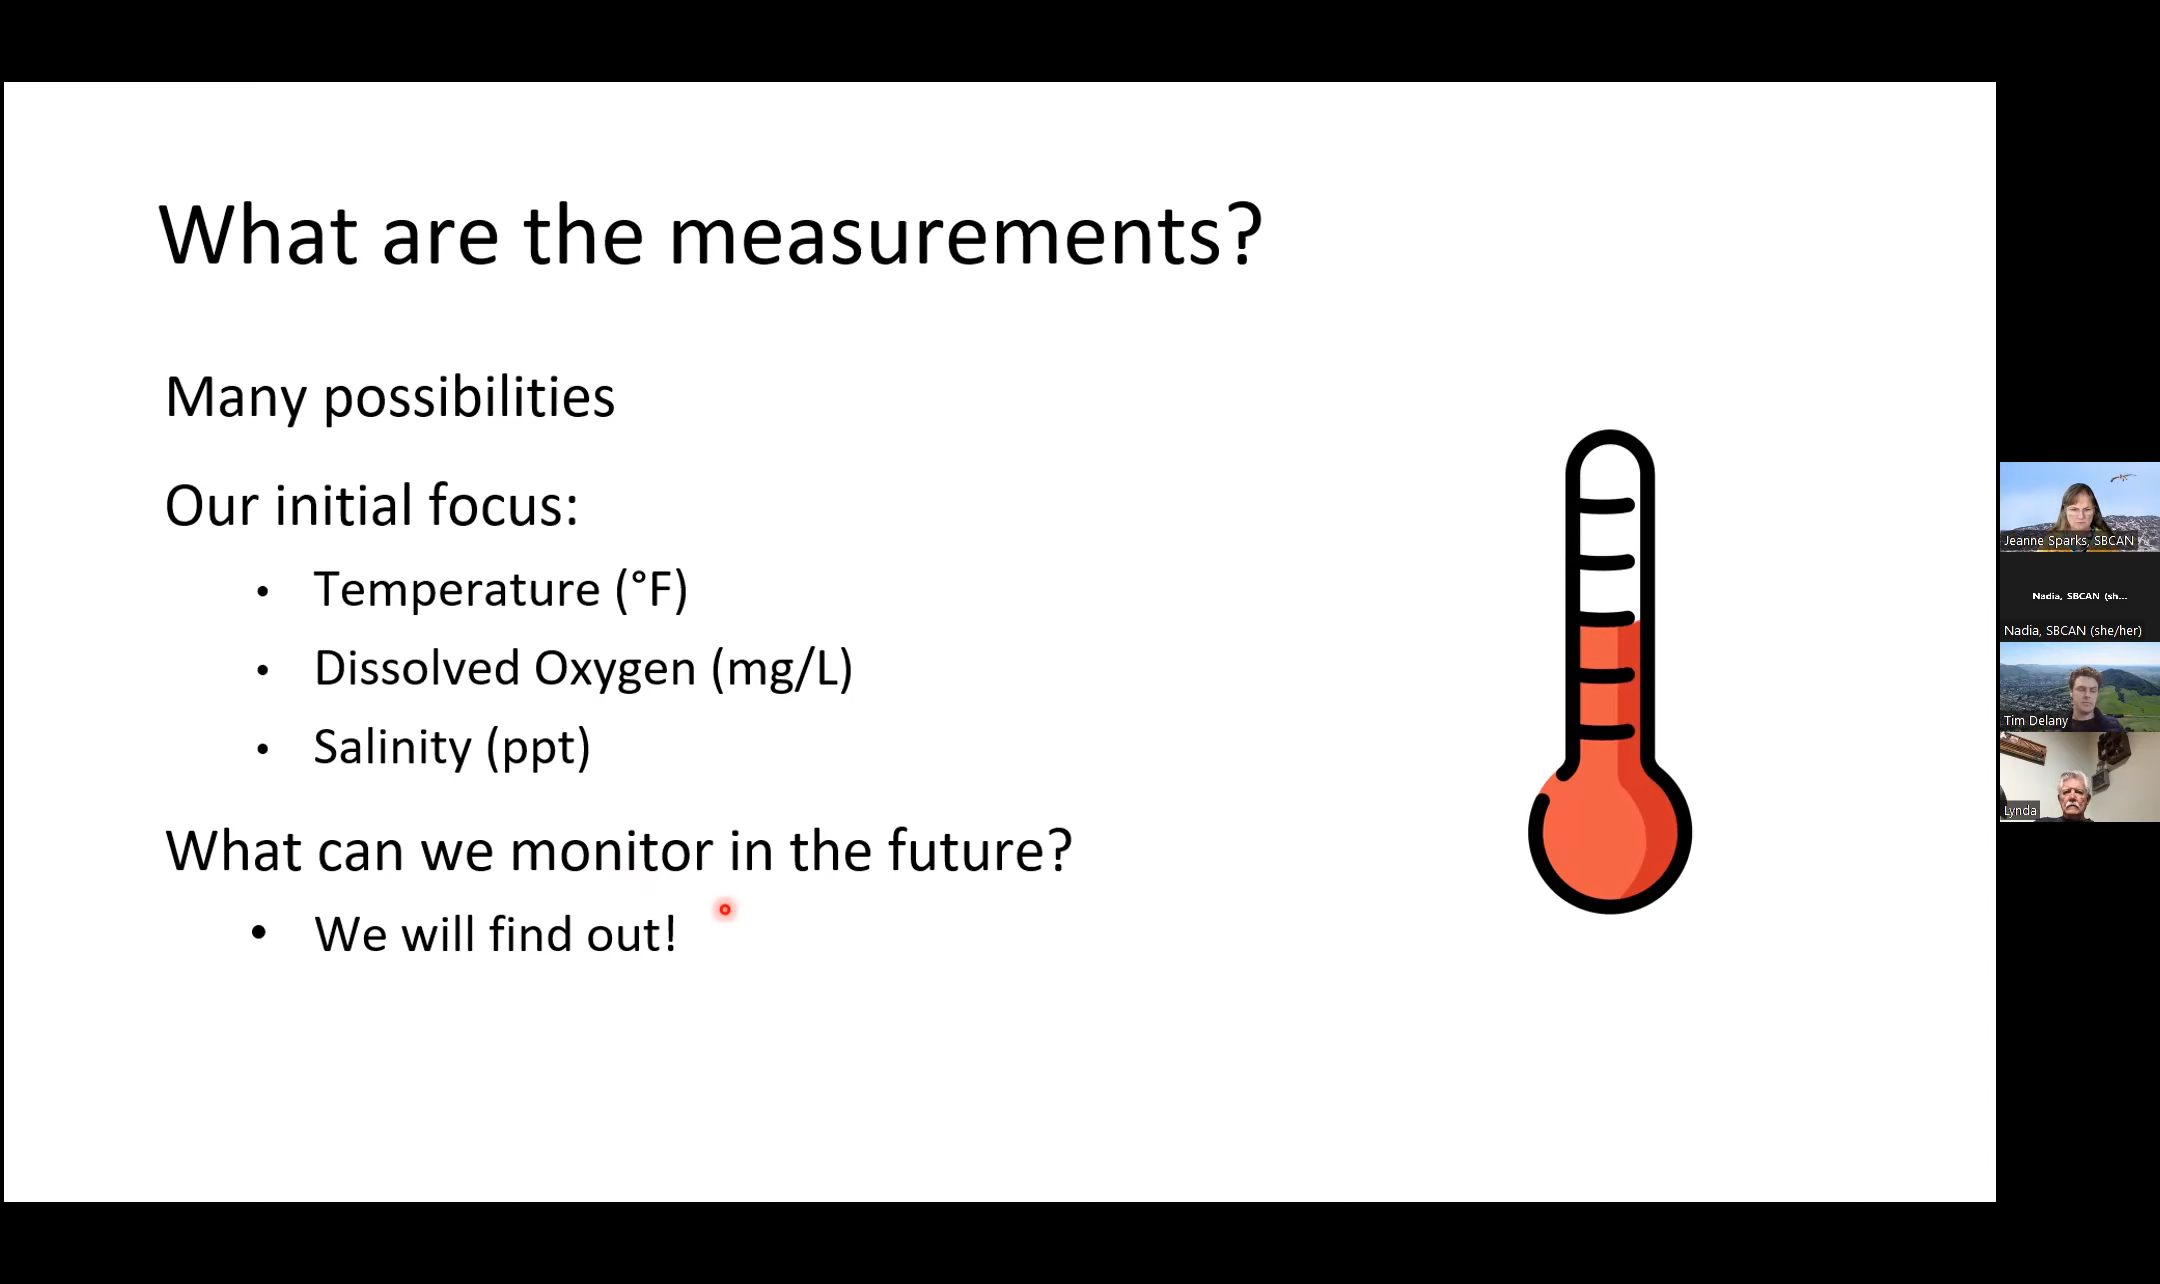 What are the measurements?
Many possibilities
Our initial focus:
• Temperature (°F)
• Dissolved Oxygen (mg/L)
• Salinity (ppt)
What can we monitor in the future?
• We will find out!
Jeanne Sparks, SBCAN
Nadia, SBCAN (sh...
Nadia, SBCAN (she/her)
Tim Delany
Lynda